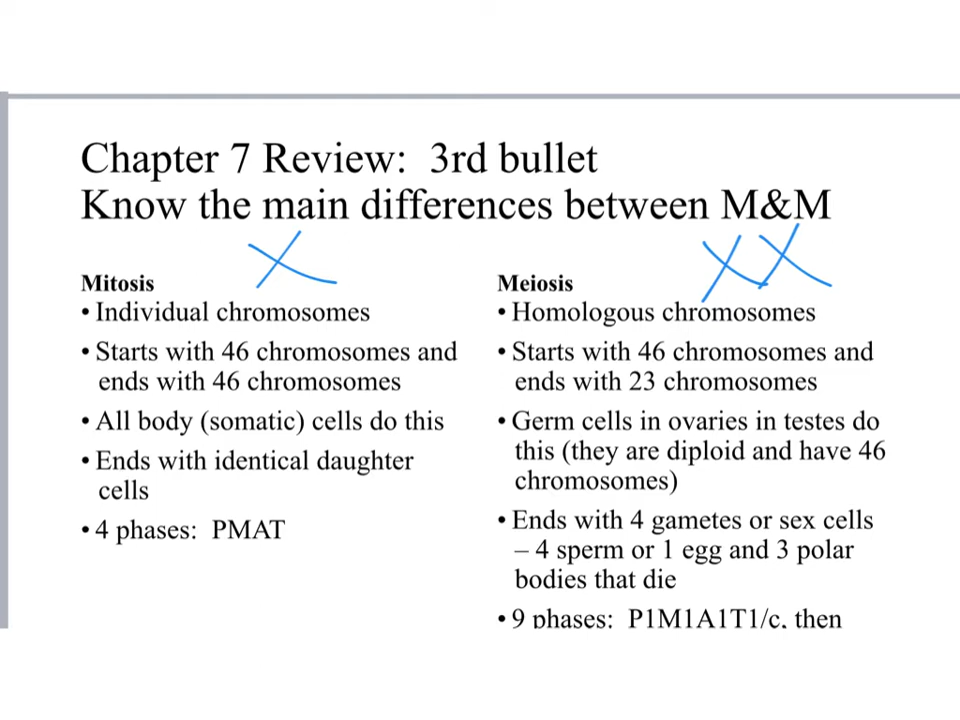 Chapter 7 Review: 3rd bullet
Know the main differences between M&M
Mitosis
• Individual chromosomes
• Starts with 46 chromosomes and
ends with 46 chromosomes
• All body (somatic) cells do this
• Ends with identical daughter
cells
• 4 phases: PMAT
Meiosis
• Homologous chromosomes
• Starts with 46 chromosomes and
ends with 23 chromosomes
• Germ cells in ovaries in testes do
this (they are diploid and have 46
chromosomes)
• Ends with 4 gametes or sex cells
– 4 sperm or 1 egg and 3 polar
bodies that die
• 9 phases: P1M1A1T1/c, then